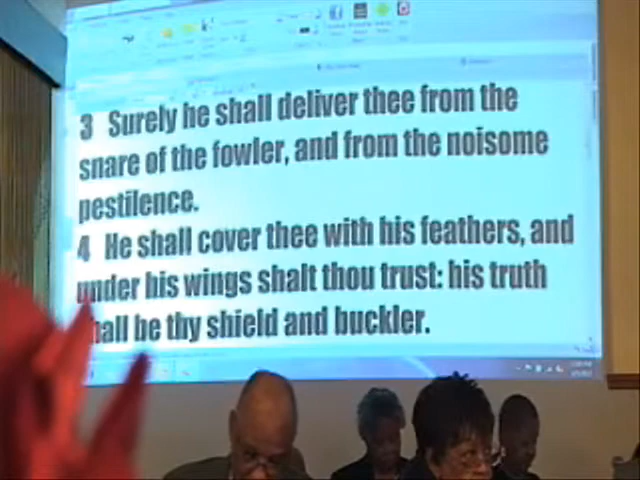 3 Surely he shall deliver thee from the
snare of the fowler, and from the noisome
pestilence.
4 He shall cover thee with his feathers, and
under his wings shalt thou trust: his truth
shall be thy shield and buckler.